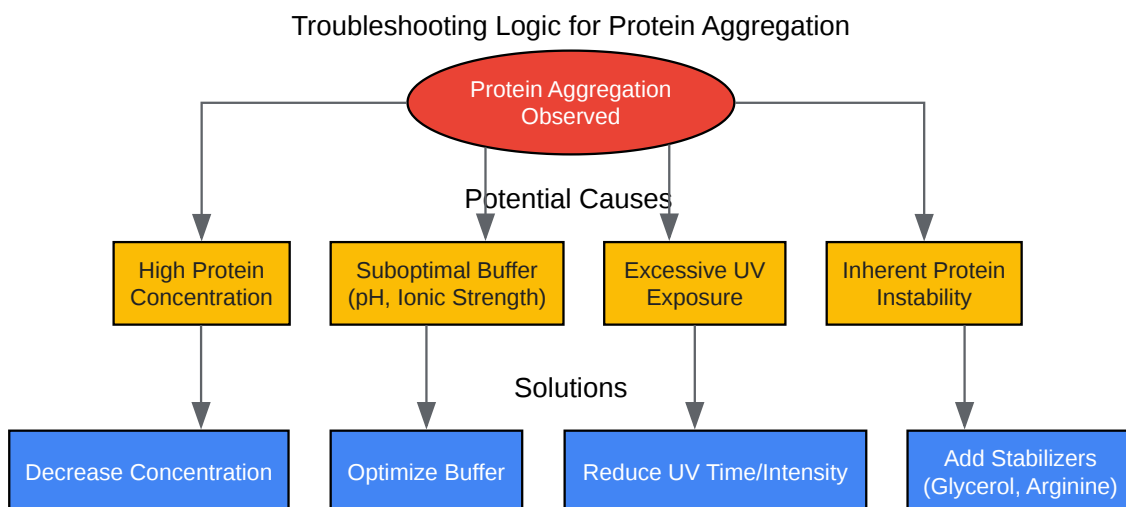 Troubleshooting Logic for Protein Aggregation
Protein Aggregation
Observed
Potential Causes
High Protein
Concentration
Suboptimal Buffer
(pH, Ionic Strength)
Excessive UV
Exposure
Inherent Protein
Instability
Solutions
Decrease Concentration
Optimize Buffer
Reduce UV Time/Intensity
Add Stabilizers
(Glycerol, Arginine)